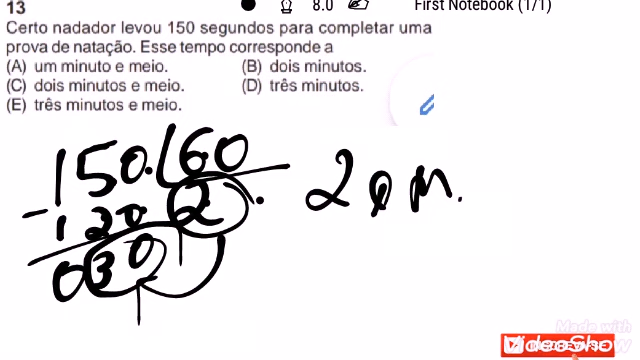 13
8.0
First Notebook (1/1)
Certo nadador levou 150 segundos para completar uma
prova de natação. Esse tempo corresponde a
(A) um minuto e meio. (B) dois minutos.
(C) dois minutos e meio. (D) três minutos.
(E) três minutos e meio.
150 60
- 120 2
030
2 e M.
Made with
VideoShow